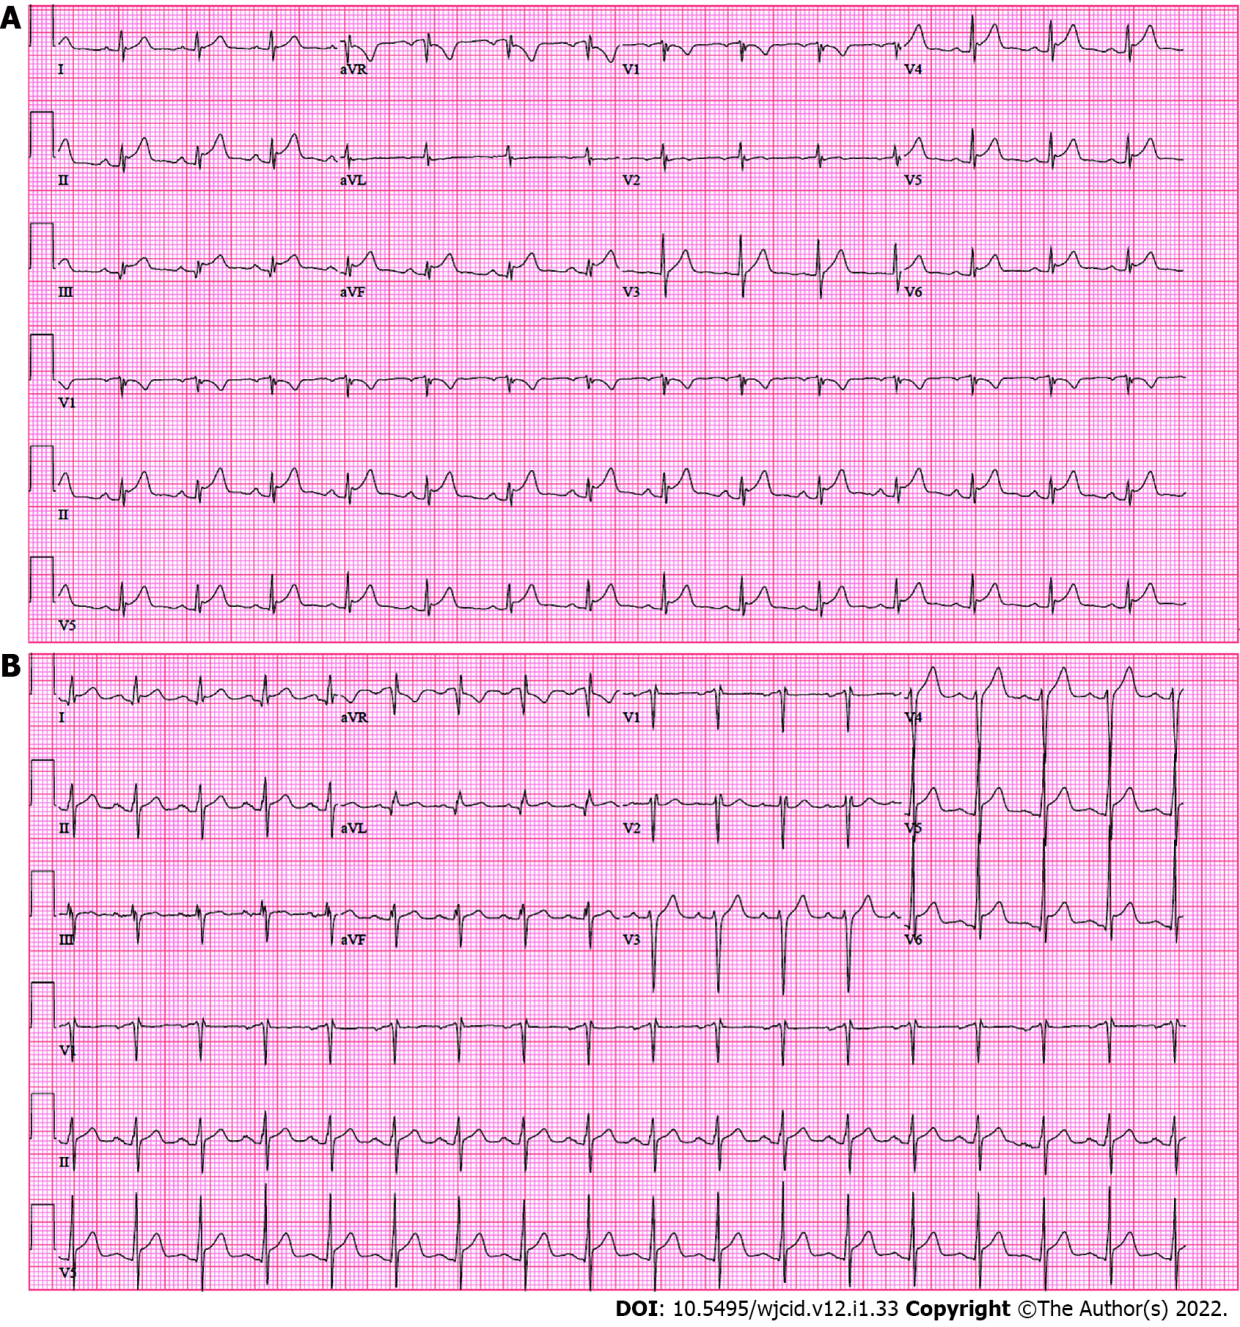 A
I aVR V1 V4
II aVL V2 V5
III aVF V3 V6
V1
II
V5
B
I aVR V1 V4
II aVL V2 V5
III aVF V3 V6
V1
II
V5
DOI: 10.5495/wjcid.v12.i1.33 Copyright ©The Author(s) 2022.